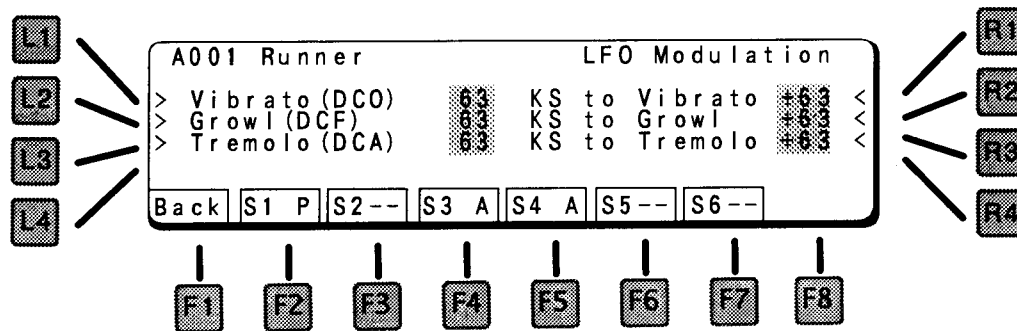 L1
L2
L3
L4
A001 Runner LFO Modulation
> Vibrato(DCO) 63 KS to Vibrato +63 <
> Growl(DCF) 63 KS to Growl +63 <
> Tremolo(DCA) 63 KS to Tremolo +63 <
Back S1 P S2-- S3 A S4 A S5-- S6--
R1
R2
R3
R4
F1 F2 F3 F4 F5 F6 F7 F8